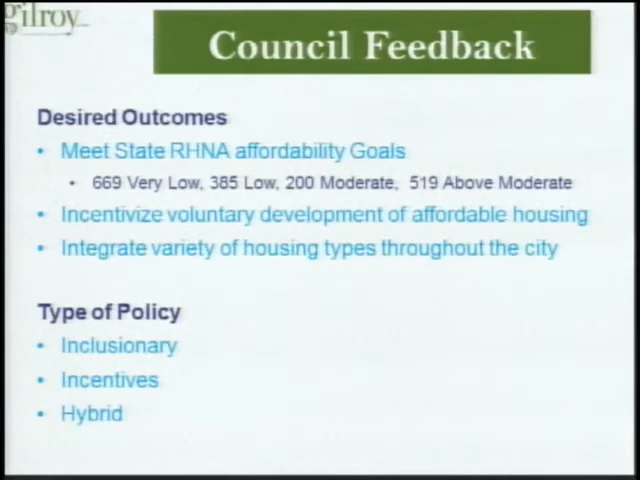 gilroy
Council Feedback
Desired Outcomes
• Meet State RHNA affordability Goals
• 669 Very Low, 385 Low, 200 Moderate, 519 Above Moderate
• Incentivize voluntary development of affordable housing
• Integrate variety of housing types throughout the city
Type of Policy
• Inclusionary
• Incentives
• Hybrid